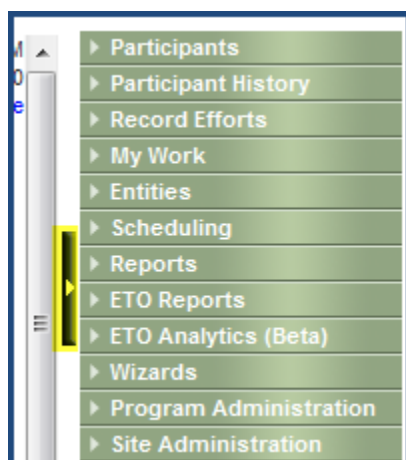 M
Participants
0
Participant History
e
Record Efforts
My Work
Entities
Scheduling
Reports
ETO Reports
ETO Analytics (Beta)
Wizards
Program Administration
Site Administration